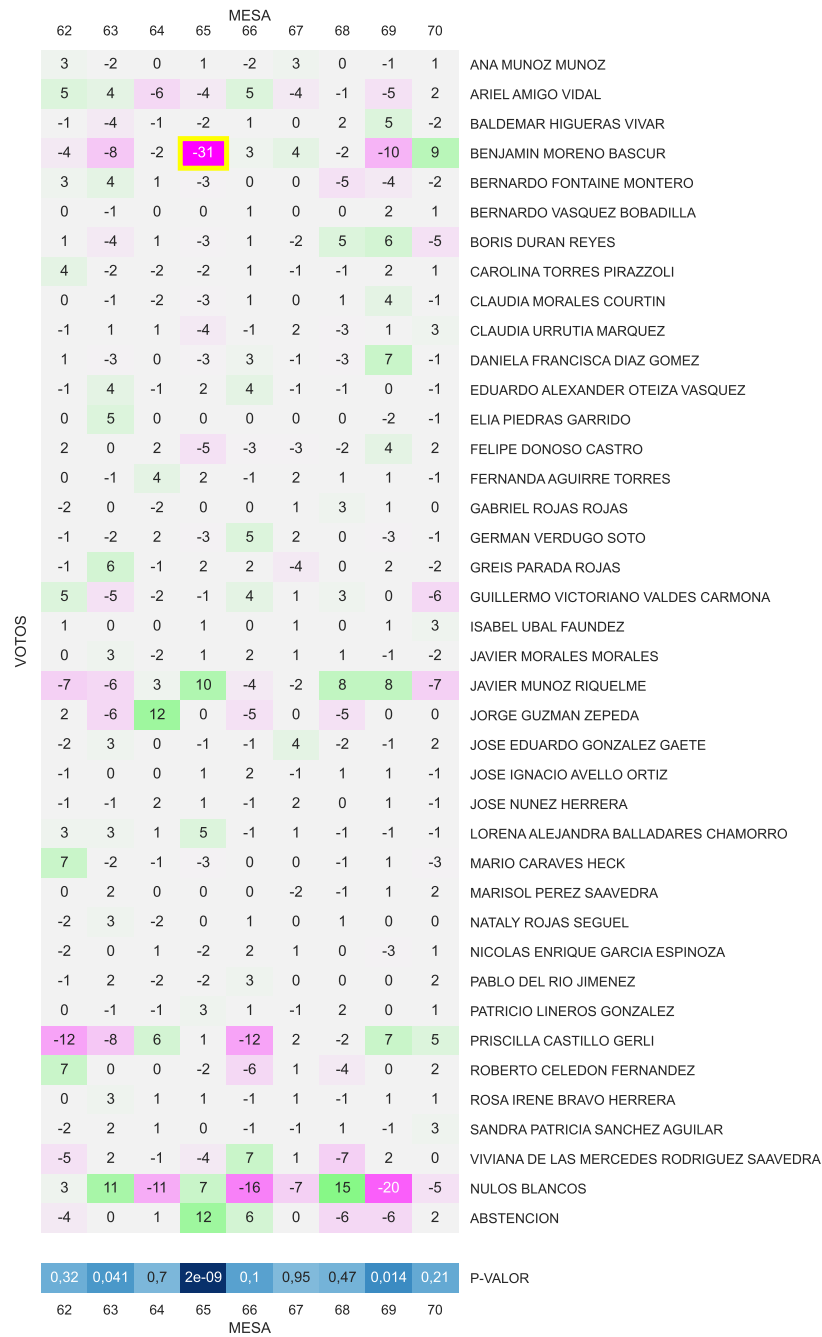 MESA
62 63 64 65 66 67 68 69 70
3 -2 0 1 -2 3 0 -1 1 ANA MUNOZ MUNOZ
5 4 -6 -4 5 -4 -1 -5 2 ARIEL AMIGO VIDAL
-1 -4 -1 -2 1 0 2 5 -2 BALDEMAR HIGUERAS VIVAR
-4 -8 -2 -31 3 4 -2 -10 9 BENJAMIN MORENO BASCUR
3 4 1 -3 0 0 -5 -4 -2 BERNARDO FONTAINE MONTERO
0 -1 0 0 1 0 0 2 1 BERNARDO VASQUEZ BOBADILLA
1 -4 1 -3 1 -2 5 6 -5 BORIS DURAN REYES
4 -2 -2 -2 1 -1 -1 2 1 CAROLINA TORRES PIRAZZOLI
0 -1 -2 -3 1 0 1 4 -1 CLAUDIA MORALES COURTIN
-1 1 1 -4 -1 2 -3 1 3 CLAUDIA URRUTIA MARQUEZ
1 -3 0 -3 3 -1 -3 7 -1 DANIELA FRANCISCA DIAZ GOMEZ
-1 4 -1 2 4 -1 -1 0 -1 EDUARDO ALEXANDER OTEIZA VASQUEZ
0 5 0 0 0 0 0 -2 -1 ELIA PIEDRAS GARRIDO
2 0 2 -5 -3 -3 -2 4 2 FELIPE DONOSO CASTRO
0 -1 4 2 -1 2 1 1 -1 FERNANDA AGUIRRE TORRES
-2 0 -2 0 0 1 3 1 0 GABRIEL ROJAS ROJAS
-1 -2 2 -3 5 2 0 -3 -1 GERMAN VERDUGO SOTO
-1 6 -1 2 2 -4 0 2 -2 GREIS PARADA ROJAS
5 -5 -2 -1 4 1 3 0 -6 GUILLERMO VICTORIANO VALDES CARMONA
1 0 0 1 0 1 0 1 3 ISABEL UBAL FAUNDEZ
VOTOS
0 3 -2 1 2 1 1 -1 -2 JAVIER MORALES MORALES
-7 -6 3 10 -4 -2 8 8 -7 JAVIER MUNOZ RIQUELME
2 -6 12 0 -5 0 -5 0 0 JORGE GUZMAN ZEPEDA
-2 3 0 -1 -1 4 -2 -1 2 JOSE EDUARDO GONZALEZ GAETE
-1 0 0 1 2 -1 1 1 -1 JOSE IGNACIO AVELLO ORTIZ
-1 -1 2 1 -1 2 0 1 -1 JOSE NUNEZ HERRERA
3 3 1 5 -1 1 -1 -1 -1 LORENA ALEJANDRA BALLADARES CHAMORRO
7 -2 -1 -3 0 0 -1 1 -3 MARIO CARAVES HECK
0 2 0 0 0 -2 -1 1 2 MARISOL PEREZ SAAVEDRA
-2 3 -2 0 1 0 1 0 0 NATALY ROJAS SEGUEL
-2 0 1 -2 2 1 0 -3 1 NICOLAS ENRIQUE GARCIA ESPINOZA
-1 2 -2 -2 3 0 0 0 2 PABLO DEL RIO JIMENEZ
0 -1 -1 3 1 -1 2 0 1 PATRICIO LINEROS GONZALEZ
-12 -8 6 1 -12 2 -2 7 5 PRISCILLA CASTILLO GERLI
7 0 0 -2 -6 1 -4 0 2 ROBERTO CELEDON FERNANDEZ
0 3 1 1 -1 1 -1 1 1 ROSA IRENE BRAVO HERRERA
-2 2 1 0 -1 -1 1 -1 3 SANDRA PATRICIA SANCHEZ AGUILAR
-5 2 -1 -4 7 1 -7 2 0 VIVIANA DE LAS MERCEDES RODRIGUEZ SAAVEDRA
3 11 -11 7 -16 -7 15 -20 -5 NULOS BLANCOS
-4 0 1 12 6 0 -6 -6 2 ABSTENCION
0,32 0,041 0,7 2e-09 0,1 0,95 0,47 0,014 0,21 P-VALOR
62 63 64 65 66 67 68 69 70
MESA